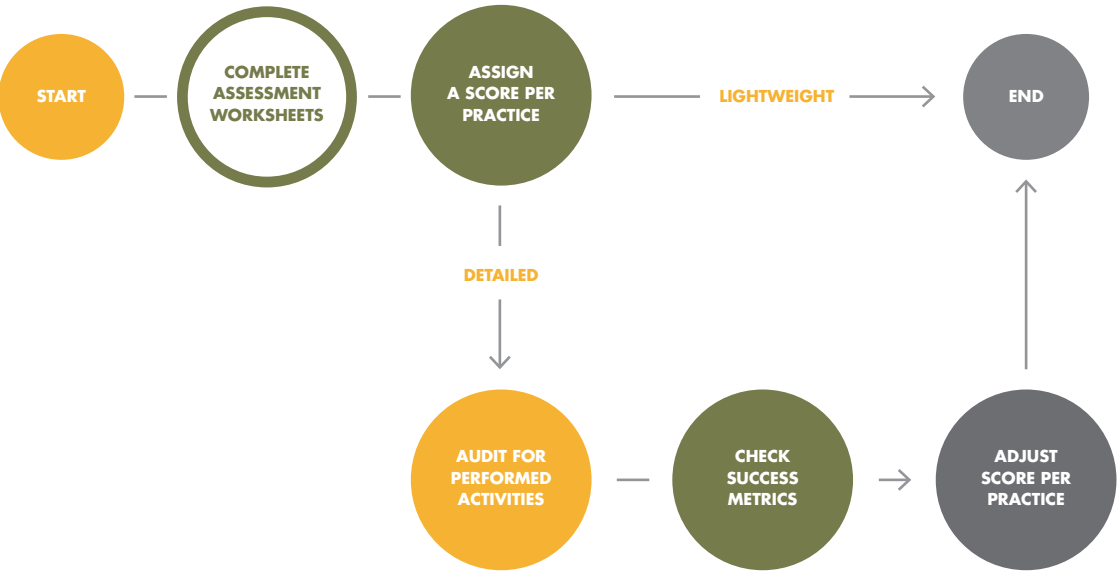 START
COMPLETE
ASSESSMENT
WORKSHEETS
ASSIGN
A SCORE PER
PRACTICE
LIGHTWEIGHT
END
DETAILED
AUDIT FOR
PERFORMED
ACTIVITIES
CHECK
SUCCESS
METRICS
ADJUST
SCORE PER
PRACTICE